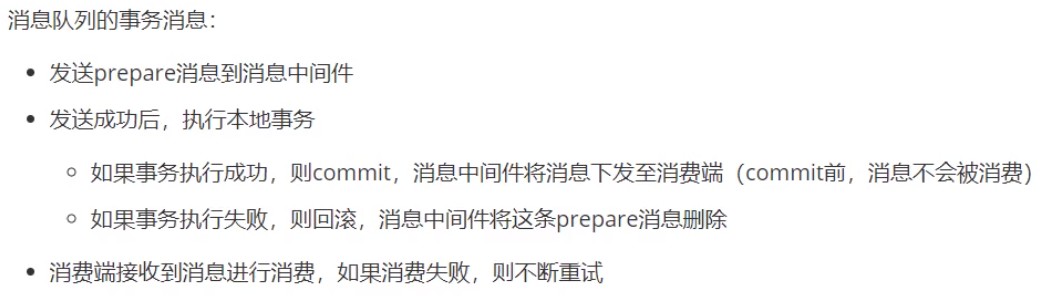 消息队列的事务消息：
发送prepare消息到消息中间件
发送成功后，执行本地事务
如果事务执行成功，则commit，消息中间件将消息下发至消费端（commit前，消息不会被消费）
如果事务执行失败，则回滚，消息中间件将这条prepare消息删除
消费端接收到消息进行消费，如果消费失败，则不断重试